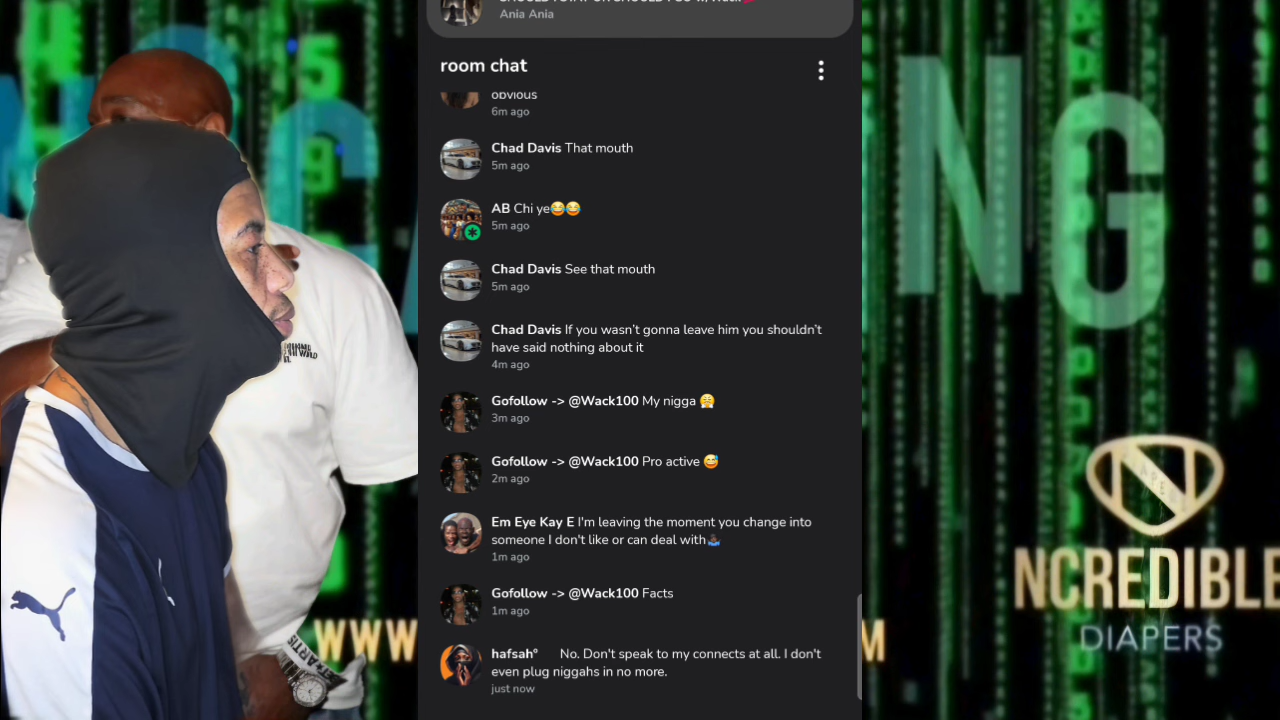 Ania Ania
room chat
obvious
6m ago
Chad Davis That mouth
5m ago
AB Chi ye😂😂
5m ago
Chad Davis See that mouth
5m ago
Chad Davis If you wasn't gonna leave him you shouldn't
have said nothing about it
4m ago
Gofollow -> @Wack100 My nigga 😤
3m ago
Gofollow -> @Wack100 Pro active 😅
2m ago
Em Eye Kay E I'm leaving the moment you change into
someone I don't like or can deal with🤷🏿‍♂️
1m ago
Gofollow -> @Wack100 Facts
1m ago
hafsah° No. Don't speak to my connects at all. I don't
even plug niggahs in no more.
just now
NG
NCREDIBLE
DIAPERS
WWW
M